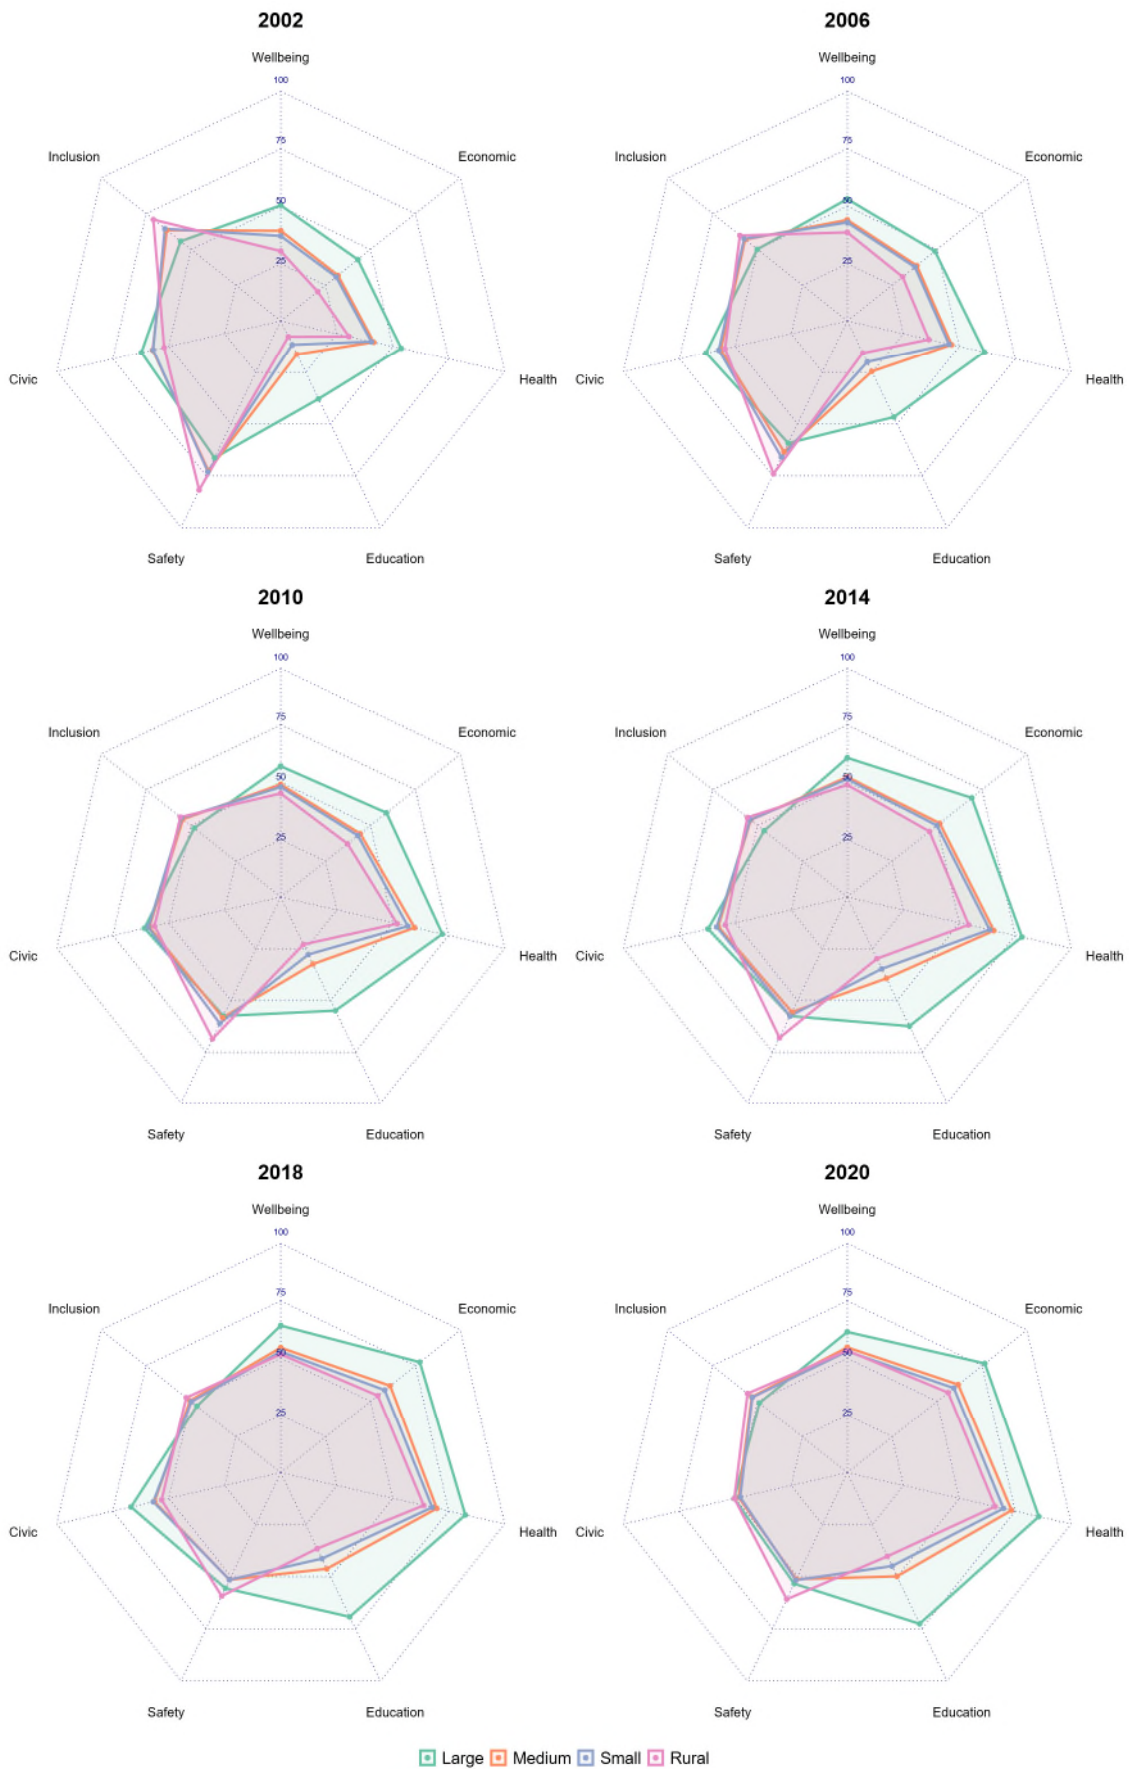 2002 2006
Wellbeing Wellbeing
100 100
75 75
Inclusion Economic Inclusion Economic
50 50
25 25
Civic Health Civic Health
Safety Education Safety Education
2010 2014
Wellbeing Wellbeing
100 100
75 75
Inclusion Economic Inclusion Economic
50 50
25 25
Civic Health Civic Health
Safety Education Safety Education
2018 2020
Wellbeing Wellbeing
100 100
75 75
Inclusion Economic Inclusion Economic
50 50
25 25
Civic Health Civic Health
Safety Education Safety Education
Large Medium Small Rural